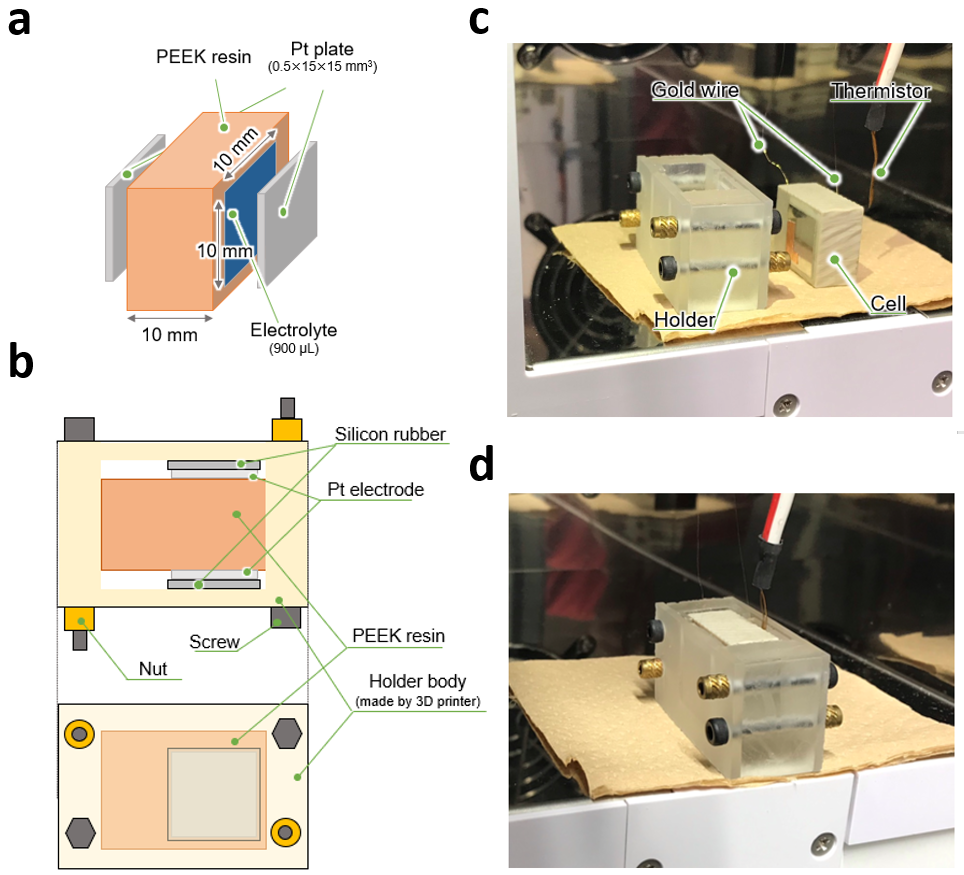 a
PEEK resin
Pt plate
(0.5×15×15 mm³)
10 mm
10 mm
10 mm
Electrolyte
(900 μL)
b
Silicon rubber
Pt electrode
Screw
Nut
PEEK resin
Holder body
(made by 3D printer)
c
Gold wire
Thermistor
Holder
Cell
d